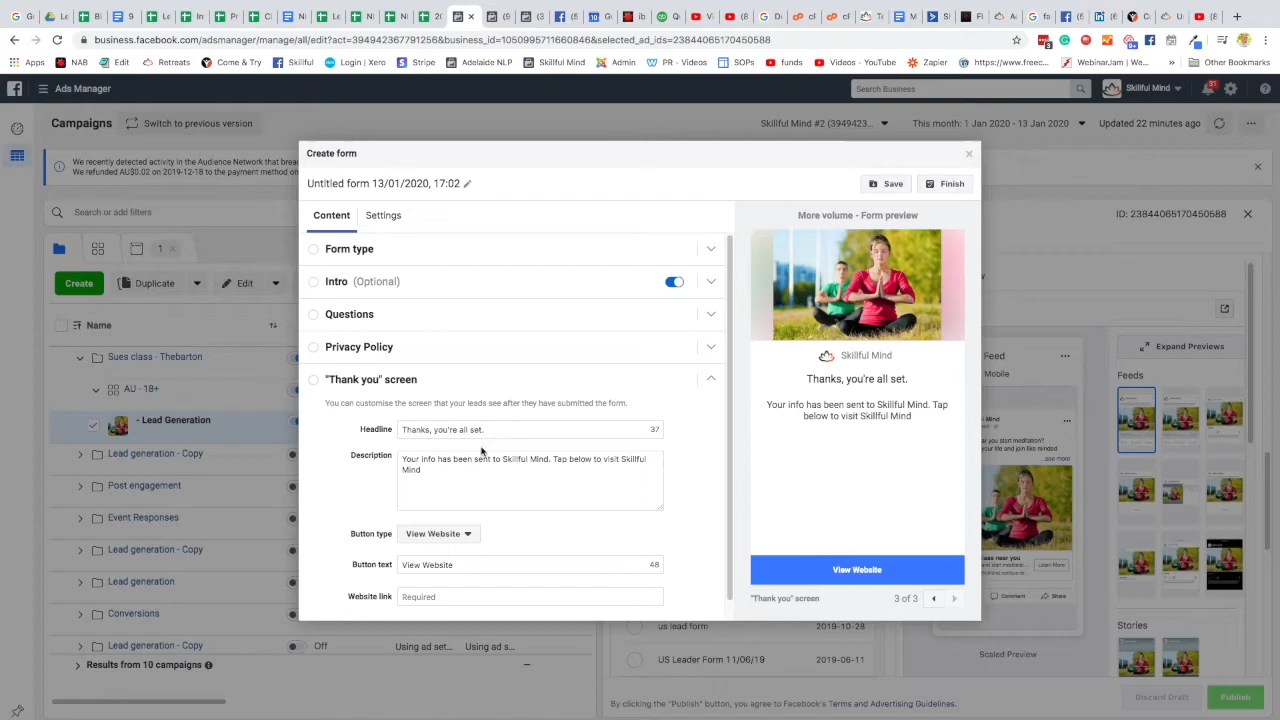 business.facebook.com/adsmanager/manage/all/edit?act=394942367791256&business_id=1050995711660846&selected_ad_ids=23844065170450588
Apps
NAB
Edit
Retreats
Come & Try
Skillful
Login | Xero
Stripe
Adelaide NLP
Skillful Mind
Admin
PR - Videos
SOPs
funds
Videos - YouTube
Zapier
https://www.freec...
WebinarJam | We...
»
Other Bookmarks
Ads Manager
Search Business
Skillful Mind
31
Campaigns
Switch to previous version
Skillful Mind #2 (3949423...
This month: 1 Jan 2020 - 13 Jan 2020
Updated 22 minutes ago
We recently detected activity in the Audience Network that brea
We refunded AU$0.02 on 2019-12-18 to the payment method on
Search or add filters
ID: 23844065170450588
1
Create
Duplicate
Edit
Name
Sues class- Thebarton
AU - 18+
- Lead Generation
Lead generation - Copy
Post engagement
Event Responses
Lead generation - Copy
Lead generation
Conversions
Lead generation - Copy
Off
Using ad set...
Using ad s...
Results from 10 campaigns
Create form
Untitled form 13/01/2020, 17:02
Save
Finish
Content
Settings
Form type
Intro (Optional)
Questions
Privacy Policy
"Thank you" screen
You can customise the screen that your leads see after they have submitted the form.
Headline
Thanks, you're all set.
37
Description
Your info has been sent to Skillful Mind. Tap below to visit Skillful
Mind
Button type
View Website
Button text
View Website
48
Website link
Required
More volume - Form preview
Skillful Mind
Thanks, you're all set.
Your info has been sent to Skillful Mind. Tap
below to visit Skillful Mind
View Website
"Thank you" screen
3 of 3
Expand Previews
Feed
Mobile
Feeds
...see more
Learn More
Comment
Share
Stories
Scaled Preview
us lead form
2019-10-28
US Leader Form 11/06/19
2019-06-11
By clicking the "Publish" button, you agree to Facebook's Terms and Advertising Guidelines.
Discard Draft
Publish